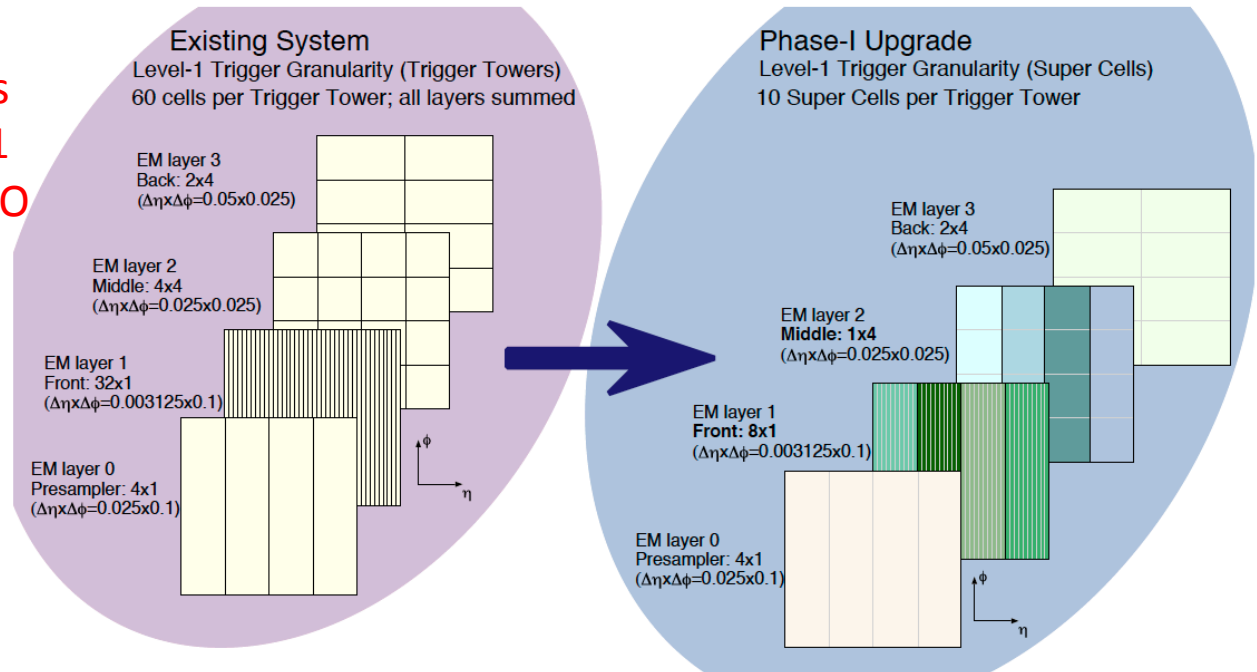 s
1
O
Existing System
Level-1 Trigger Granularity (Trigger Towers)
60 cells per Trigger Tower; all layers summed
EM layer 3
Back: 2x4
(ΔηxΔϕ=0.05x0.025)
EM layer 2
Middle: 4x4
(ΔηxΔϕ=0.025x0.025)
EM layer 1
Front: 32x1
(ΔηxΔϕ=0.003125x0.1)
EM layer 0
Presampler: 4x1
(ΔηxΔϕ=0.025x0.1)
ϕ
η
Phase-I Upgrade
Level-1 Trigger Granularity (Super Cells)
10 Super Cells per Trigger Tower
EM layer 3
Back: 2x4
(ΔηxΔϕ=0.05x0.025)
EM layer 2
Middle: 1x4
(ΔηxΔϕ=0.025x0.025)
EM layer 1
Front: 8x1
(ΔηxΔϕ=0.003125x0.1)
EM layer 0
Presampler: 4x1
(ΔηxΔϕ=0.025x0.1)
ϕ
η